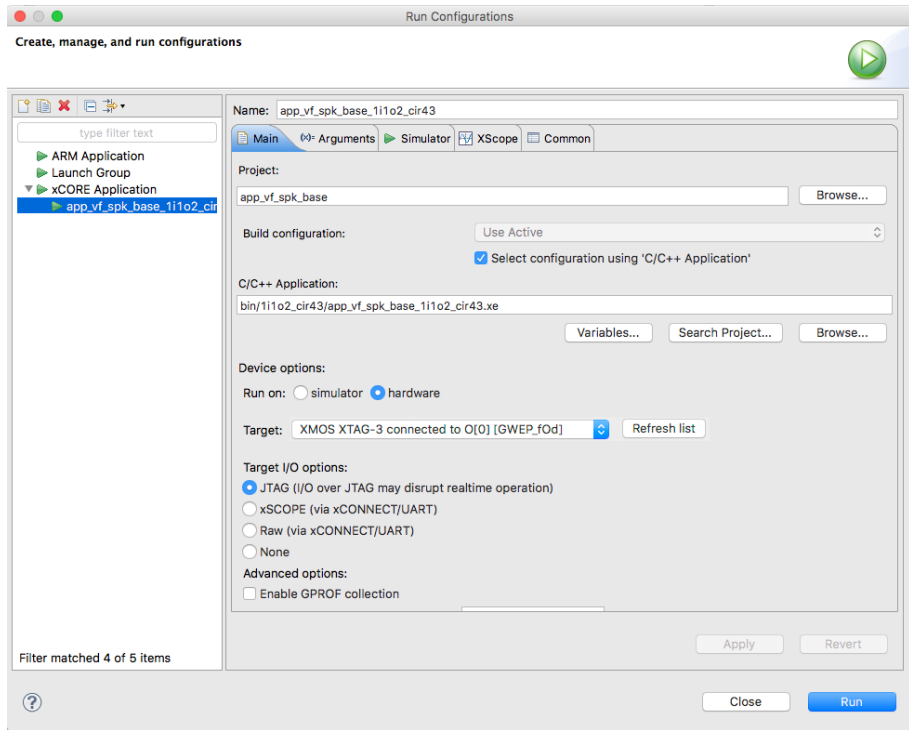 Run Configurations
Create, manage, and run configurations
type filter text
ARM Application
Launch Group
xCORE Application
app_vf_spk_base_1i1o2_cir
Filter matched 4 of 5 items
Name: app_vf_spk_base_1i1o2_cir43
Main (x)= Arguments Simulator XScope Common
Project:
app_vf_spk_base Browse...
Build configuration: Use Active
Select configuration using 'C/C++ Application'
C/C++ Application:
bin/1i1o2_cir43/app_vf_spk_base_1i1o2_cir43.xe
Variables... Search Project... Browse...
Device options:
Run on: simulator hardware
Target: XMOS XTAG-3 connected to O[0] [GWEP_fOd] Refresh list
Target I/O options:
JTAG (I/O over JTAG may disrupt realtime operation)
xSCOPE (via xCONNECT/UART)
Raw (via xCONNECT/UART)
None
Advanced options:
Enable GPROF collection
Apply Revert
? Close Run